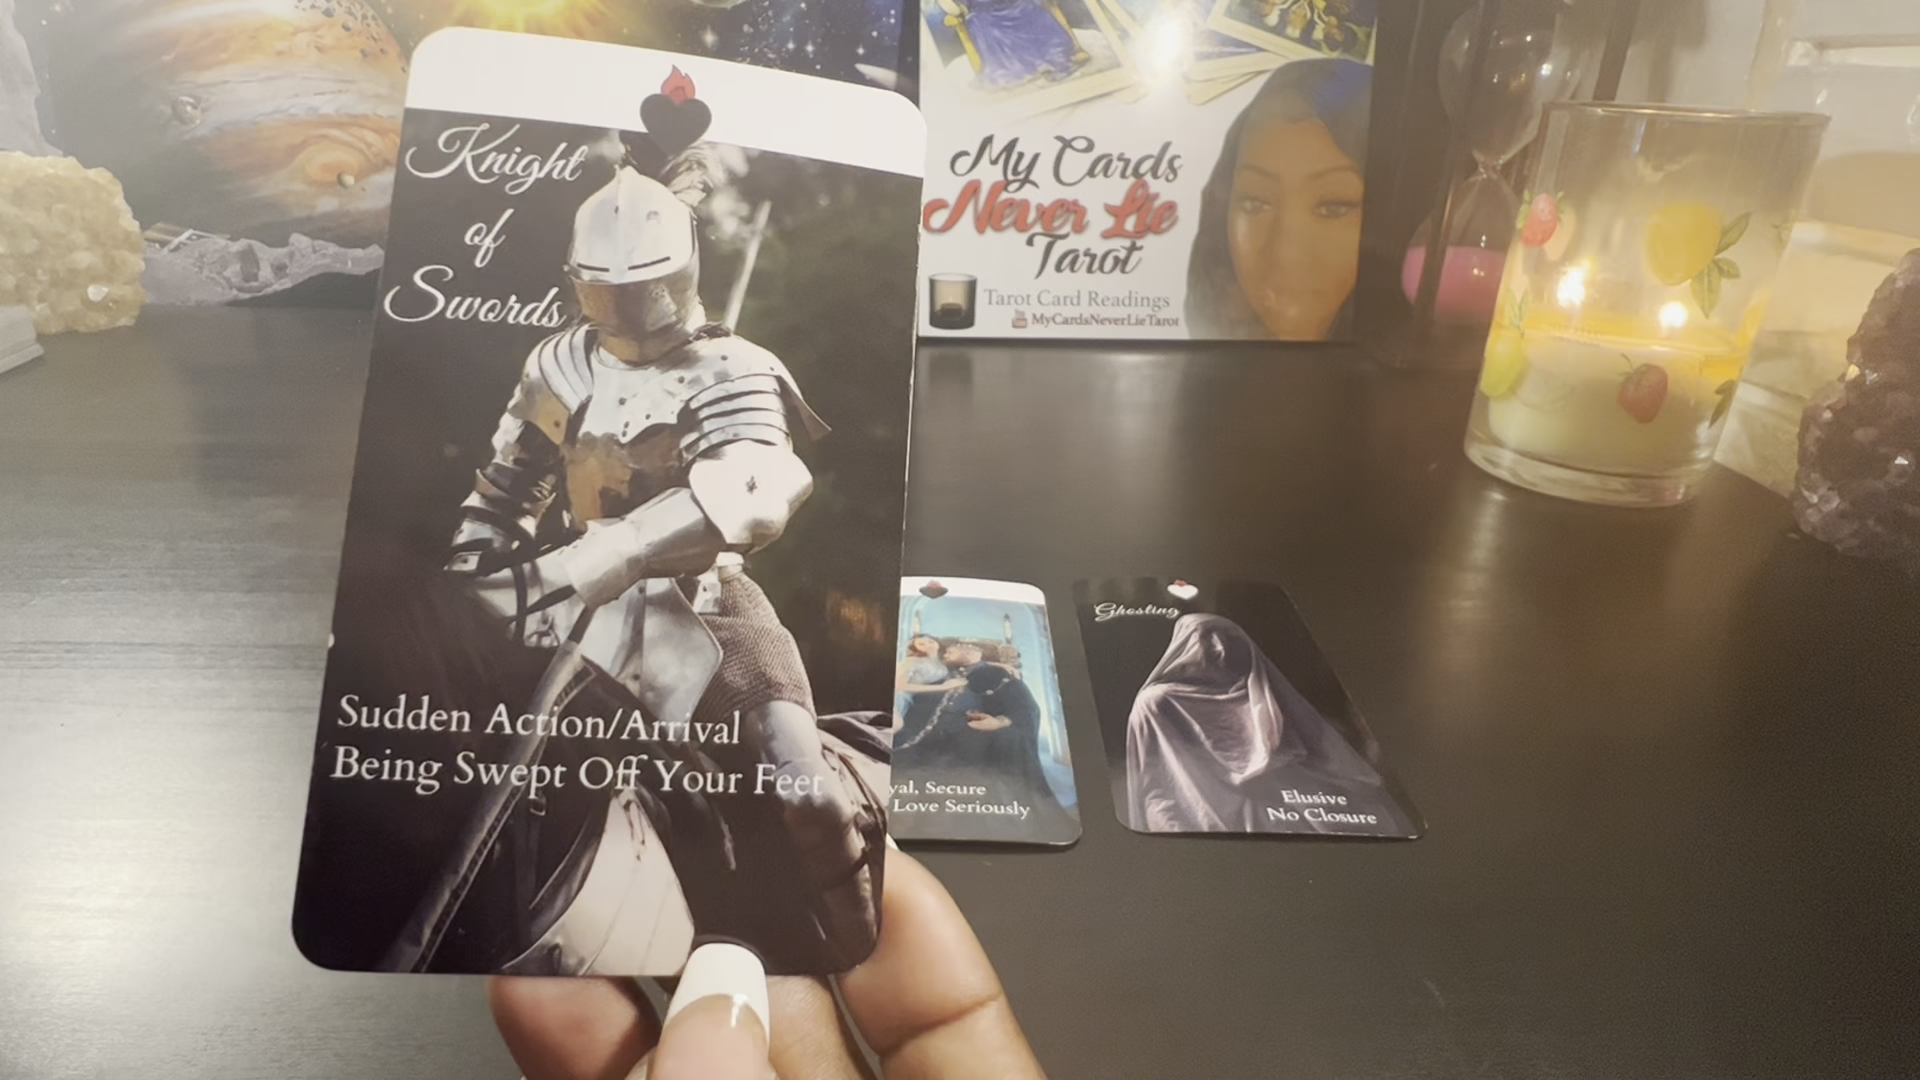 Knight
of
Swords
Sudden Action/Arrival
Being Swept Off Your Feet
My Cards
Never Lie
Tarot
Tarot Card Readings
MyCardsNeverLieTarot
Secure
Love Seriously
Ghosting
Elusive
No Closure